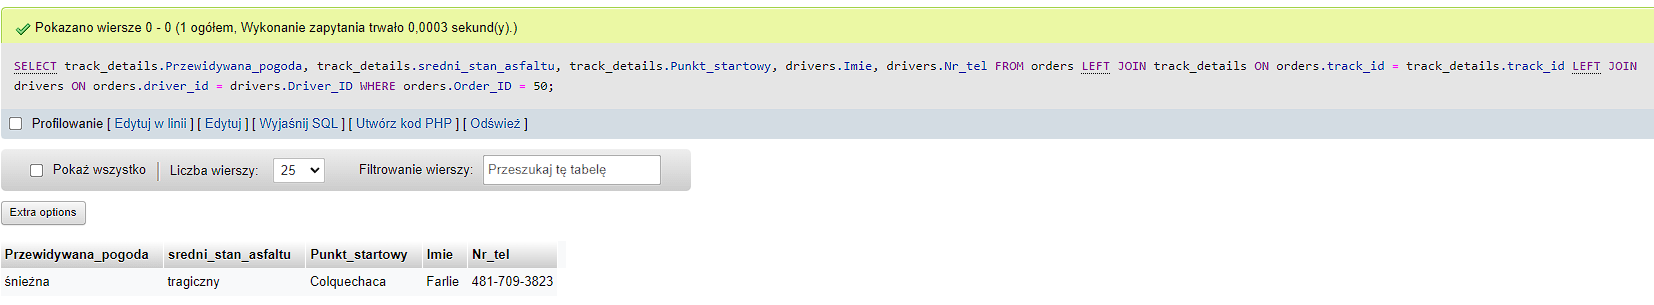 Pokazano wiersze 0 - 0 (1 ogółem, Wykonanie zapytania trwało 0,0003 sekund(y).)
SELECT track_details.Przewidywana_pogoda, track_details.sredni_stan_asfaltu, track_details.Punkt_startowy, drivers.Imie, drivers.Nr_tel FROM orders LEFT JOIN track_details ON orders.track_id = track_details.track_id LEFT JOIN
drivers ON orders.driver_id = drivers.Driver_ID WHERE orders.Order_ID = 50;
Profilowanie [ Edytuj w linii ] [ Edytuj ] [ Wyjaśnij SQL ] [ Utwórz kod PHP ] [ Odśwież ]
Pokaż wszystko Liczba wierszy: 25 Filtrowanie wierszy: Przeszukaj tę tabelę
Extra options
Przewidywana_pogoda sredni_stan_asfaltu Punkt_startowy Imie Nr_tel
śnieżna tragiczny Colquechaca Farlie 481-709-3823